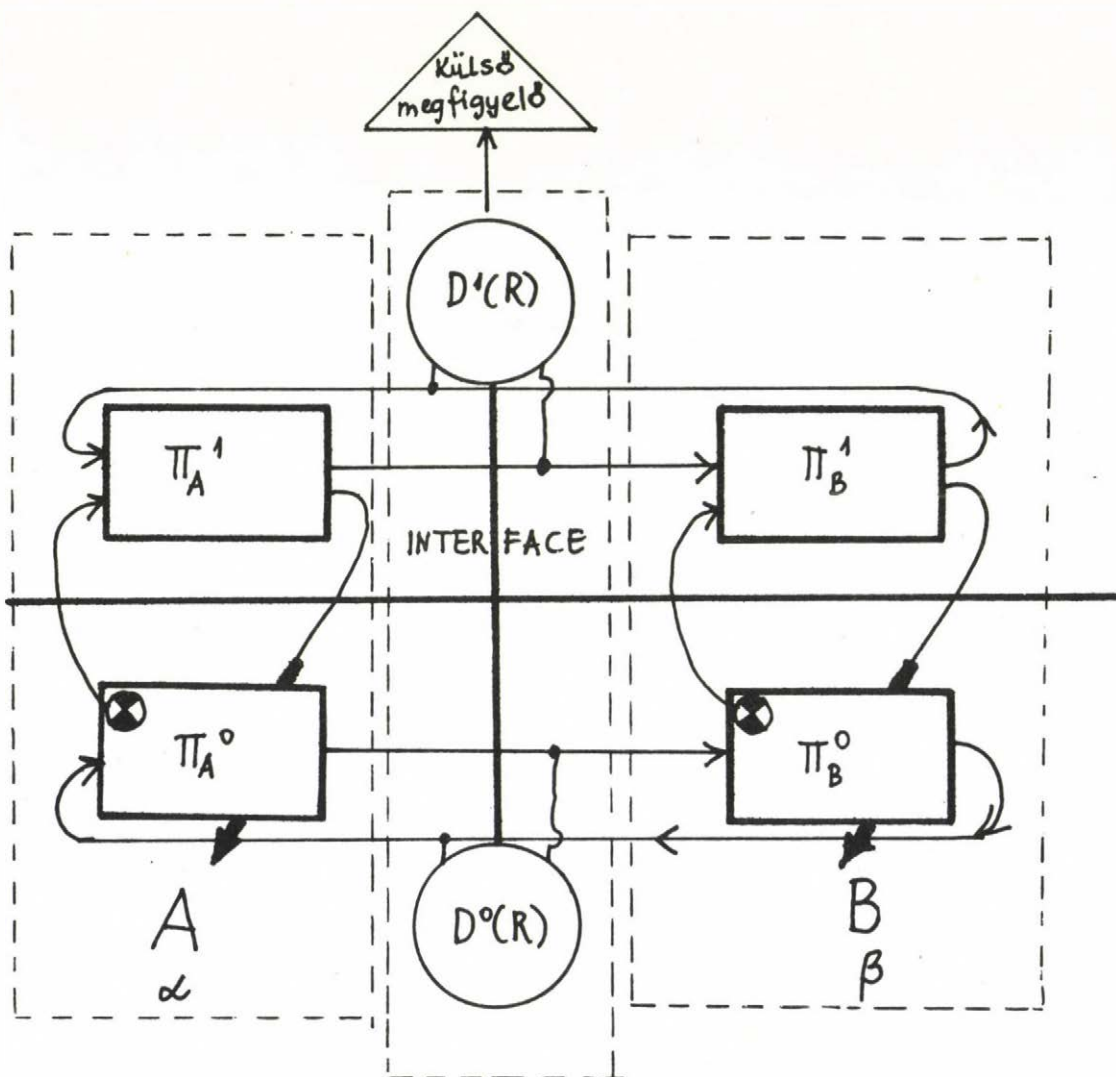 Külső
megfigyelő
D¹(R)
Π_A¹
Π_B¹
INTERFACE
Π_A⁰
Π_B⁰
D⁰(R)
A
α
B
β